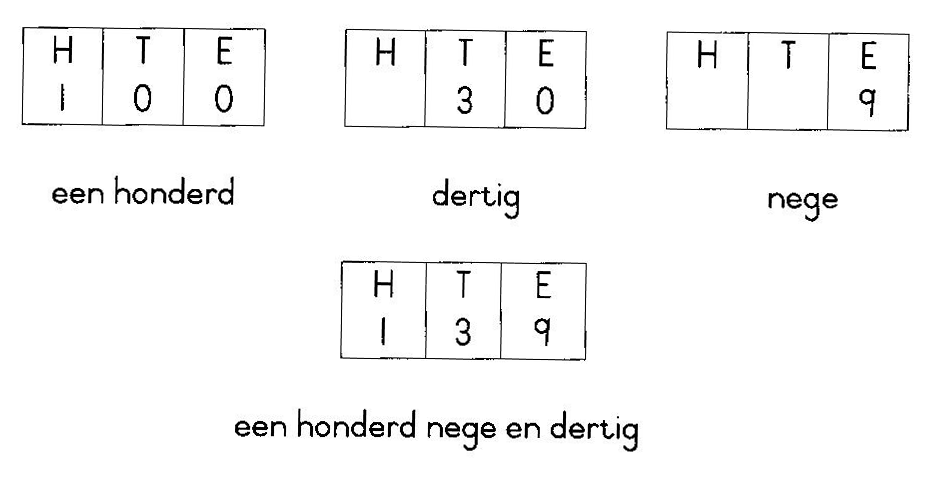 H T E H T E H T E
1 0 0 3 0 9
een honderd dertig nege
H T E
1 3 9
een honderd nege en dertig